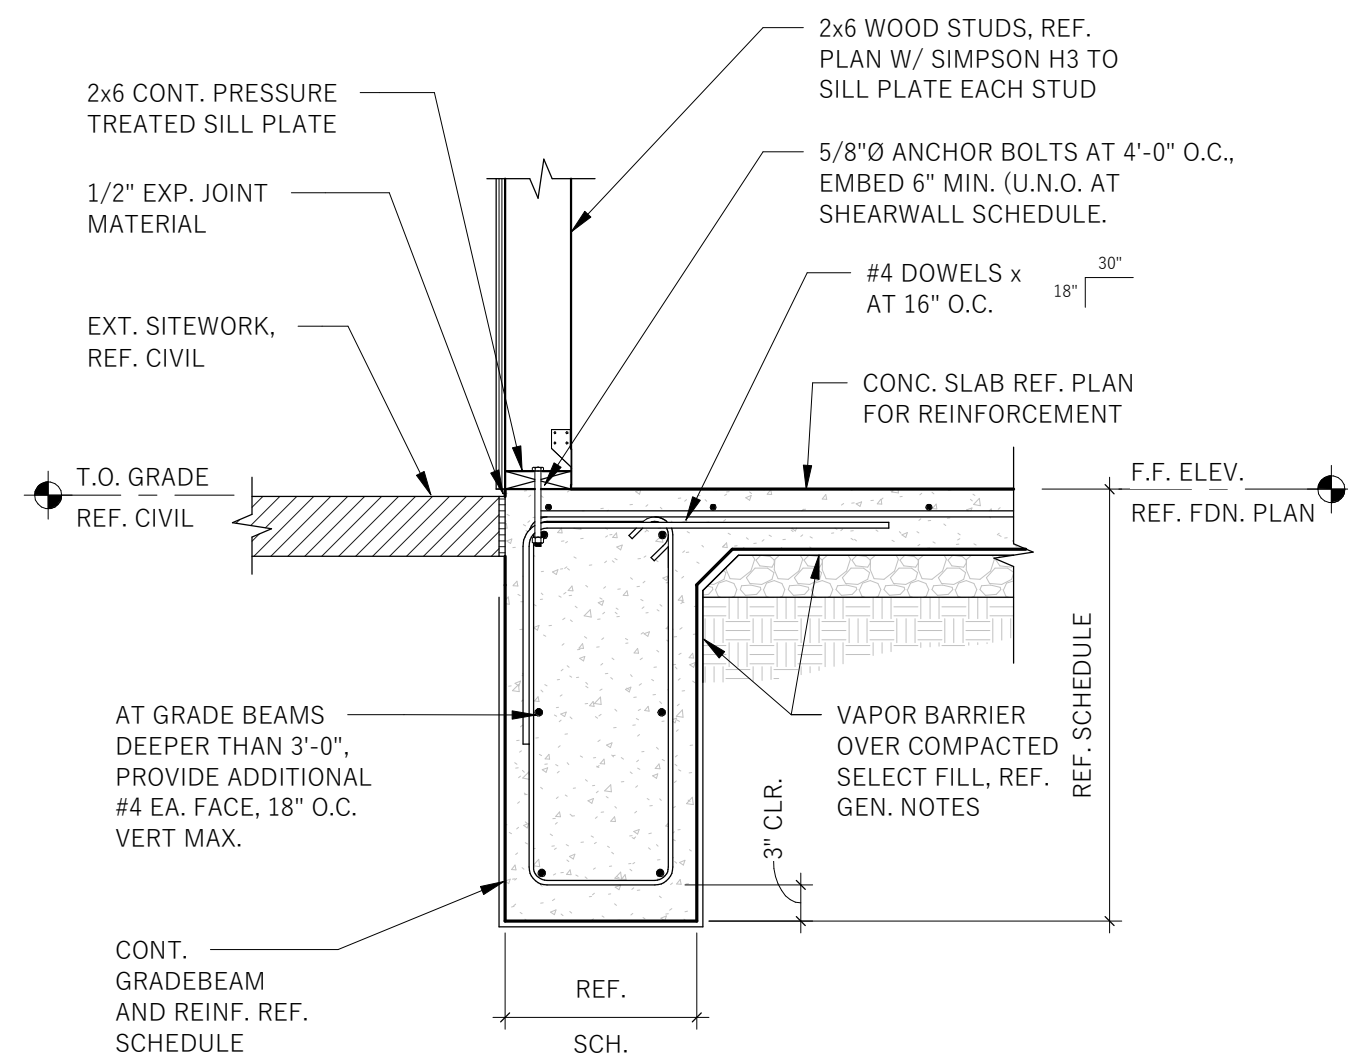 2x6 WOOD STUDS, REF.
PLAN W/ SIMPSON H3 TO
SILL PLATE EACH STUD
2x6 CONT. PRESSURE
TREATED SILL PLATE
5/8"Ø ANCHOR BOLTS AT 4'-0" O.C.,
EMBED 6" MIN. (U.N.O. AT
SHEARWALL SCHEDULE.
1/2" EXP. JOINT
MATERIAL
#4 DOWELS x
AT 16" O.C.
30"
18"
EXT. SITEWORK,
REF. CIVIL
CONC. SLAB REF. PLAN
FOR REINFORCEMENT
T.O. GRADE
REF. CIVIL
F.F. ELEV.
REF. FDN. PLAN
AT GRADE BEAMS
DEEPER THAN 3'-0",
PROVIDE ADDITIONAL
#4 EA. FACE, 18" O.C.
VERT MAX.
VAPOR BARRIER
OVER COMPACTED
SELECT FILL, REF.
GEN. NOTES
REF. SCHEDULE
3" CLR.
CONT.
GRADEBEAM
AND REINF. REF.
SCHEDULE
REF.
SCH.